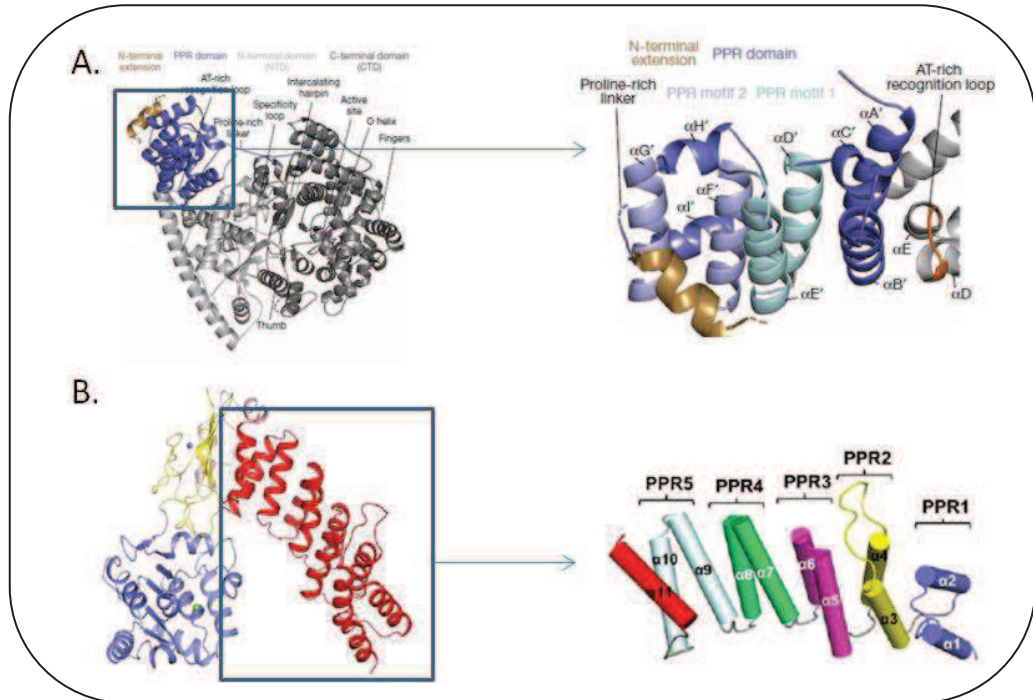 A.
N-terminal extension
PPR domain
N-terminal domain (NTD)
C-terminal domain (CTD)
AT-rich recognition loop
Proline-rich linker
Specificity loop
Intercalating hairpin
Active site
O helix
Fingers
Thumb
N-terminal extension
PPR domain
Proline-rich linker
PPR motif 2
PPR motif 1
AT-rich recognition loop
αH'
αG'
αF'
αI'
αD'
αE'
αA'
αC'
αB'
αE
αD
B.
PPR5
PPR4
PPR3
PPR2
PPR1
α11
α10
α9
α8
α7
α6
α5
α4
α3
α2
α1